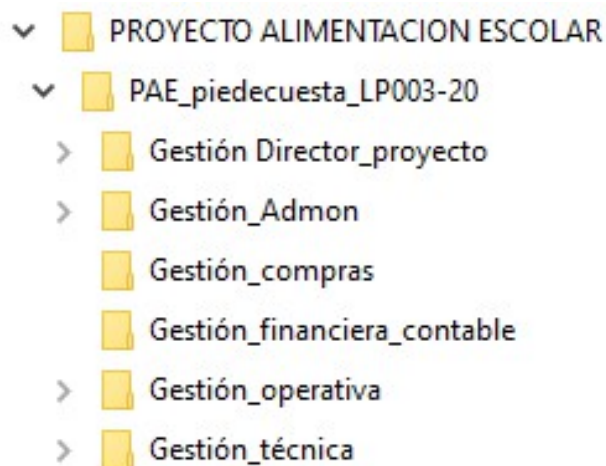 PROYECTO ALIMENTACION ESCOLAR
PAE_piedecuesta_LP003-20
Gestión Director_proyecto
Gestión_Admon
Gestión_compras
Gestión_financiera_contable
Gestión_operativa
Gestión_técnica